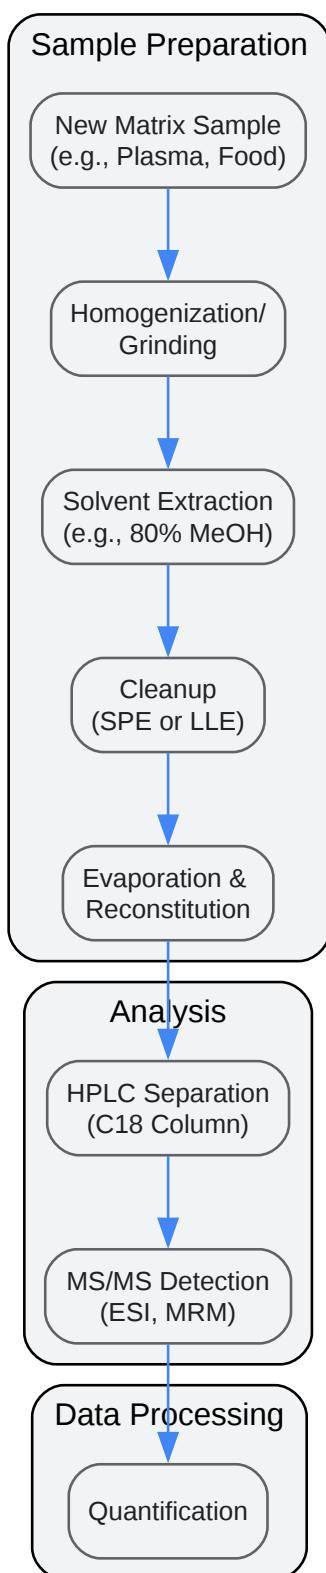 Sample Preparation
New Matrix Sample
(e.g., Plasma, Food)
Homogenization/
Grinding
Solvent Extraction
(e.g., 80% MeOH)
Cleanup
(SPE or LLE)
Evaporation &
Reconstitution
Analysis
HPLC Separation
(C18 Column)
MS/MS Detection
(ESI, MRM)
Data Processing
Quantification